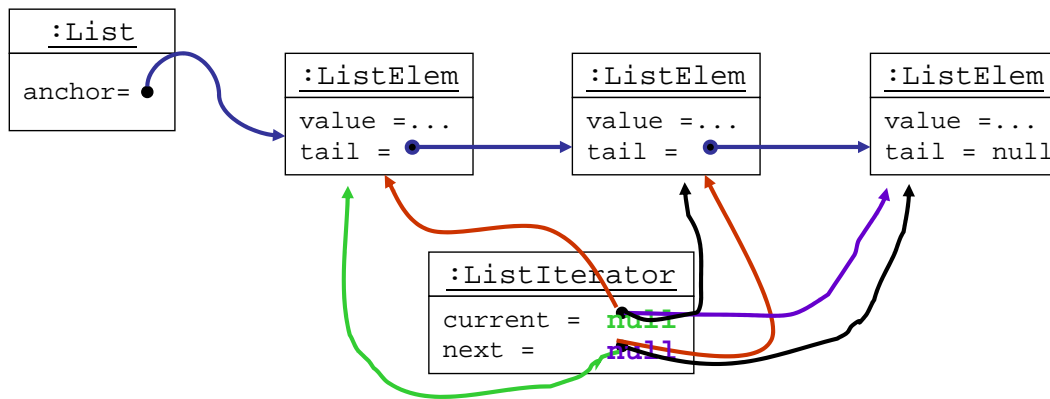 :List
anchor=
:ListElem
value =...
tail =
:ListElem
value =...
tail =
:ListElem
value =...
tail = null
:ListIterator
current = null
next = null